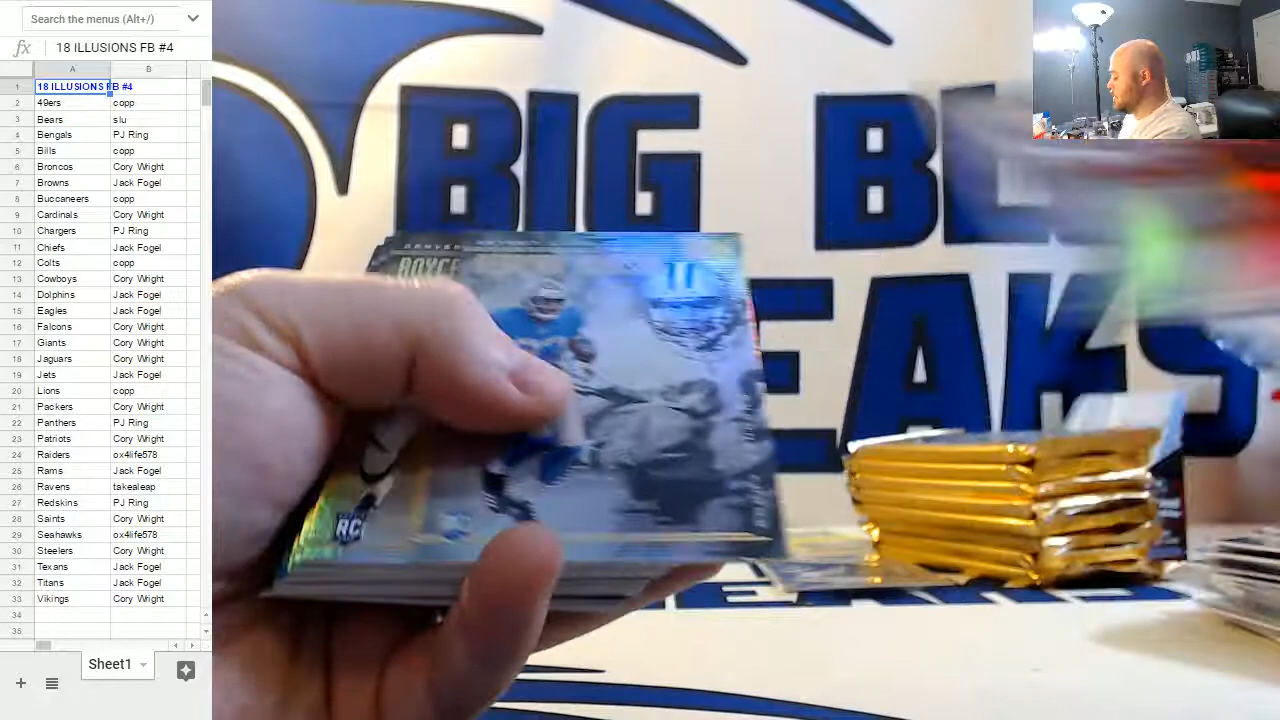 Search the menus (Alt+/)
fx 18 ILLUSIONS FB #4
A B
1 18 ILLUSIONS FB #4
2 49ers copp
3 Bears slu
4 Bengals PJ Ring
5 Bills copp
6 Broncos Cory Wright
7 Browns Jack Fogel
8 Buccaneers copp
9 Cardinals Cory Wright
10 Chargers PJ Ring
11 Chiefs Jack Fogel
12 Colts copp
13 Cowboys Cory Wright
14 Dolphins Jack Fogel
15 Eagles Jack Fogel
16 Falcons Cory Wright
17 Giants Cory Wright
18 Jaguars Cory Wright
19 Jets Jack Fogel
20 Lions copp
21 Packers Cory Wright
22 Panthers PJ Ring
23 Patriots Cory Wright
24 Raiders ox4life578
25 Rams Jack Fogel
26 Ravens takealeap
27 Redskins PJ Ring
28 Saints Cory Wright
29 Seahawks ox4life578
30 Steelers Cory Wright
31 Texans Jack Fogel
32 Titans Jack Fogel
33 Vikings Cory Wright
34
35
Sheet1
BIG BL
EAKS
ROYCE
RC